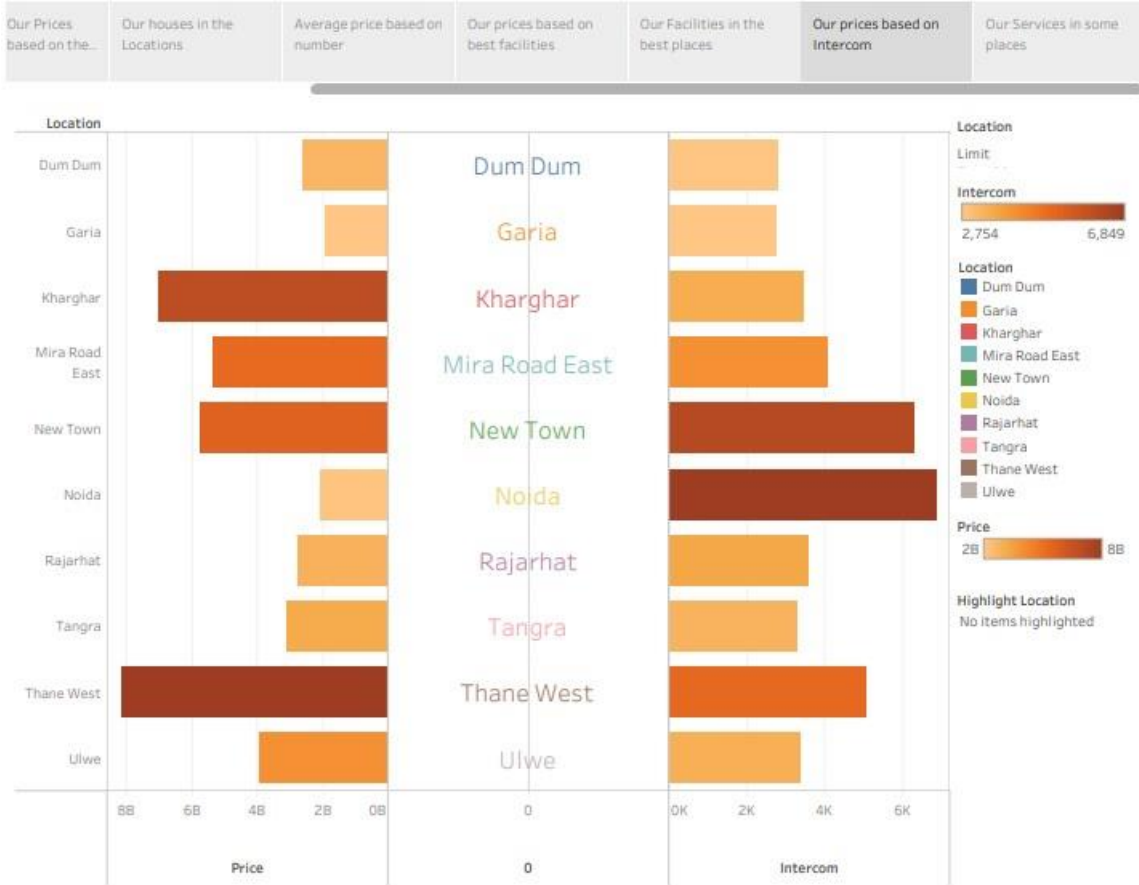 Our Prices
based on the...
Our houses in the
Locations
Average price based on
number
Our prices based on
best facilities
Our Facilities in the
best places
Our prices based on
Intercom
Our Services in some
places
Location
Dum Dum
Garia
Kharghar
Mira Road
East
New Town
Noida
Rajarhat
Tangra
Thane West
Ulwe
Dum Dum
Garia
Kharghar
Mira Road East
New Town
Noida
Rajarhat
Tangra
Thane West
Ulwe
8B 6B 4B 2B 0B
0
0K 2K 4K 6K
Price
0
Intercom
Location
Limit
Intercom
2,754 6,849
Location
Dum Dum
Garia
Kharghar
Mira Road East
New Town
Noida
Rajarhat
Tangra
Thane West
Ulwe
Price
2B 8B
Highlight Location
No items highlighted